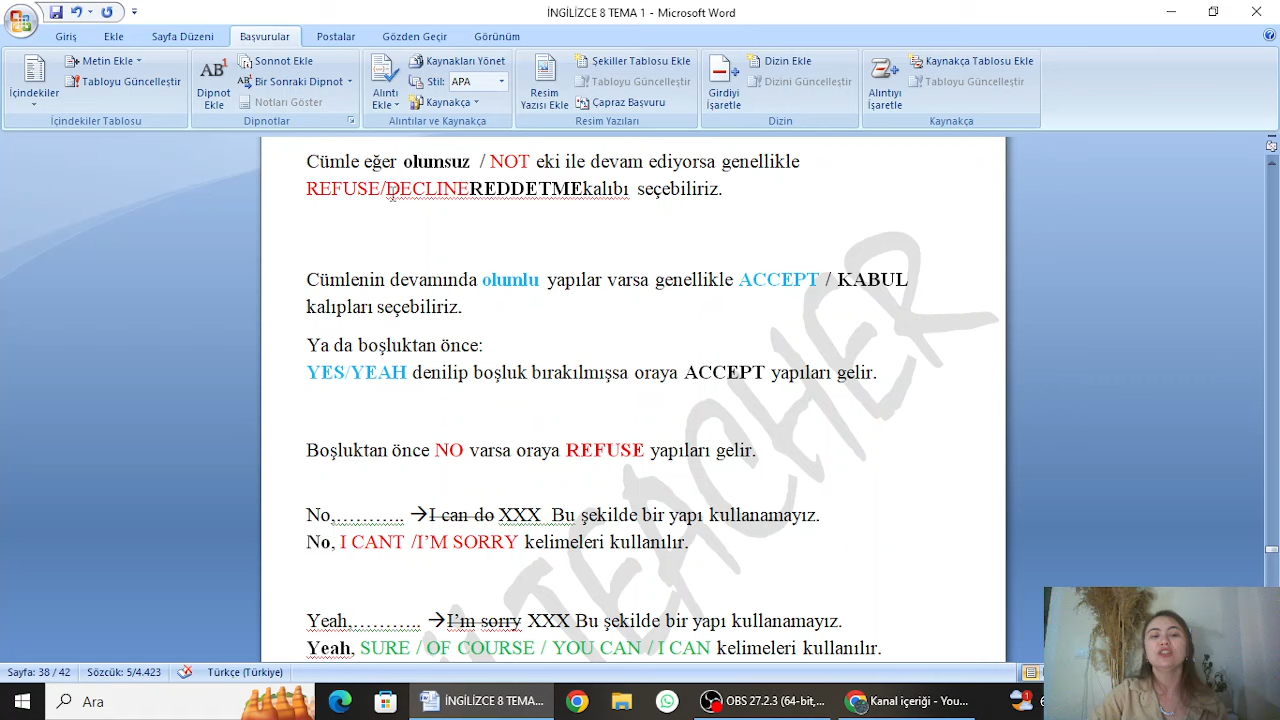 İNGİLİZCE 8 TEMA 1 - Microsoft Word
Giriş Ekle Sayfa Düzeni Başvurular Postalar Gözden Geçir Görünüm
İçindekiler
Metin Ekle
Tabloyu Güncelleştir
İçindekiler Tablosu
AB1
Dipnot Ekle
Sonnot Ekle
Bir Sonraki Dipnot
Notları Göster
Dipnotlar
Alıntı Ekle
Kaynakları Yönet
Stil: APA
Kaynakça
Alıntılar ve Kaynakça
Resim Yazısı Ekle
Şekiller Tablosu Ekle
Tabloyu Güncelleştir
Çapraz Başvuru
Resim Yazıları
Girdiyi İşaretle
Dizin Ekle
Dizini Güncelleştir
Dizin
Alıntıyı İşaretle
Kaynakça Tablosu Ekle
Tabloyu Güncelleştir
Kaynakça
Cümle eğer olumsuz / NOT eki ile devam ediyorsa genellikle
REFUSE/DECLINEREDDETMEkalıbı seçebiliriz.
Cümlenin devamında olumlu yapılar varsa genellikle ACCEPT / KABUL
kalıpları seçebiliriz.
Ya da boşluktan önce:
YES/YEAH denilip boşluk bırakılmışsa oraya ACCEPT yapıları gelir.
Boşluktan önce NO varsa oraya REFUSE yapıları gelir.
No,……….. →I can do XXX Bu şekilde bir yapı kullanamayız.
No, I CANT /I’M SORRY kelimeleri kullanılır.
Yeah,……….. →I’m sorry XXX Bu şekilde bir yapı kullanamayız.
Yeah, SURE / OF COURSE / YOU CAN / I CAN kelimeleri kullanılır.
TEACHER
Sayfa: 38 / 42 Sözcük: 5/4.423 Türkçe (Türkiye)
Ara
İNGİLİZCE 8 TEMA...
OBS 27.2.3 (64-bit,...
Kanal içeriği - You...